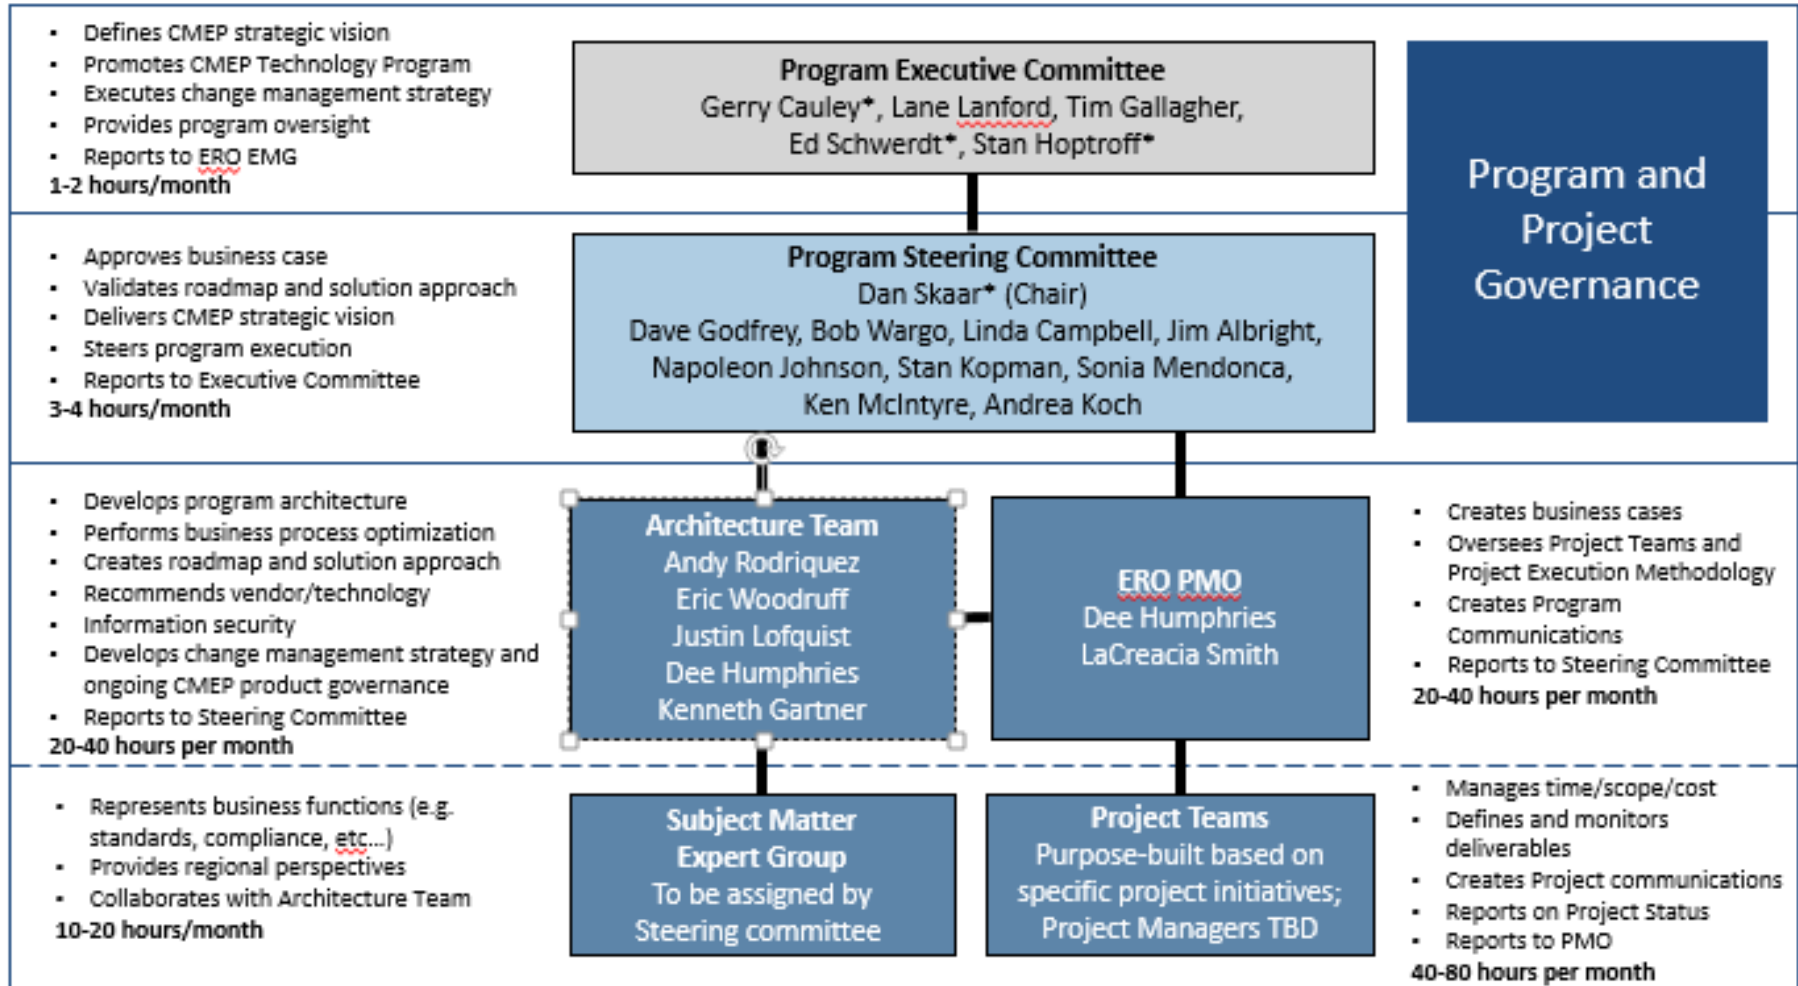 ▪ Defines CMEP strategic vision
▪ Promotes CMEP Technology Program
▪ Executes change management strategy
▪ Provides program oversight
▪ Reports to ERO EMG
1-2 hours/month
Program Executive Committee
Gerry Cauley*, Lane Lanford, Tim Gallagher,
Ed Schwerdt*, Stan Hoptroff*
Program and
Project
Governance
▪ Approves business case
▪ Validates roadmap and solution approach
▪ Delivers CMEP strategic vision
▪ Steers program execution
▪ Reports to Executive Committee
3-4 hours/month
Program Steering Committee
Dan Skaar* (Chair)
Dave Godfrey, Bob Wargo, Linda Campbell, Jim Albright,
Napoleon Johnson, Stan Kopman, Sonia Mendonca,
Ken McIntyre, Andrea Koch
▪ Develops program architecture
▪ Performs business process optimization
▪ Creates roadmap and solution approach
▪ Recommends vendor/technology
▪ Information security
▪ Develops change management strategy and
ongoing CMEP product governance
▪ Reports to Steering Committee
20-40 hours per month
Architecture Team
Andy Rodriquez
Eric Woodruff
Justin Lofquist
Dee Humphries
Kenneth Gartner
ERO PMO
Dee Humphries
LaCreacia Smith
▪ Creates business cases
▪ Oversees Project Teams and
Project Execution Methodology
▪ Creates Program
Communications
▪ Reports to Steering Committee
20-40 hours per month
▪ Represents business functions (e.g.
standards, compliance, etc...)
▪ Provides regional perspectives
▪ Collaborates with Architecture Team
10-20 hours/month
Subject Matter
Expert Group
To be assigned by
Steering committee
Project Teams
Purpose-built based on
specific project initiatives;
Project Managers TBD
▪ Manages time/scope/cost
▪ Defines and monitors
deliverables
▪ Creates Project communications
▪ Reports on Project Status
▪ Reports to PMO
40-80 hours per month